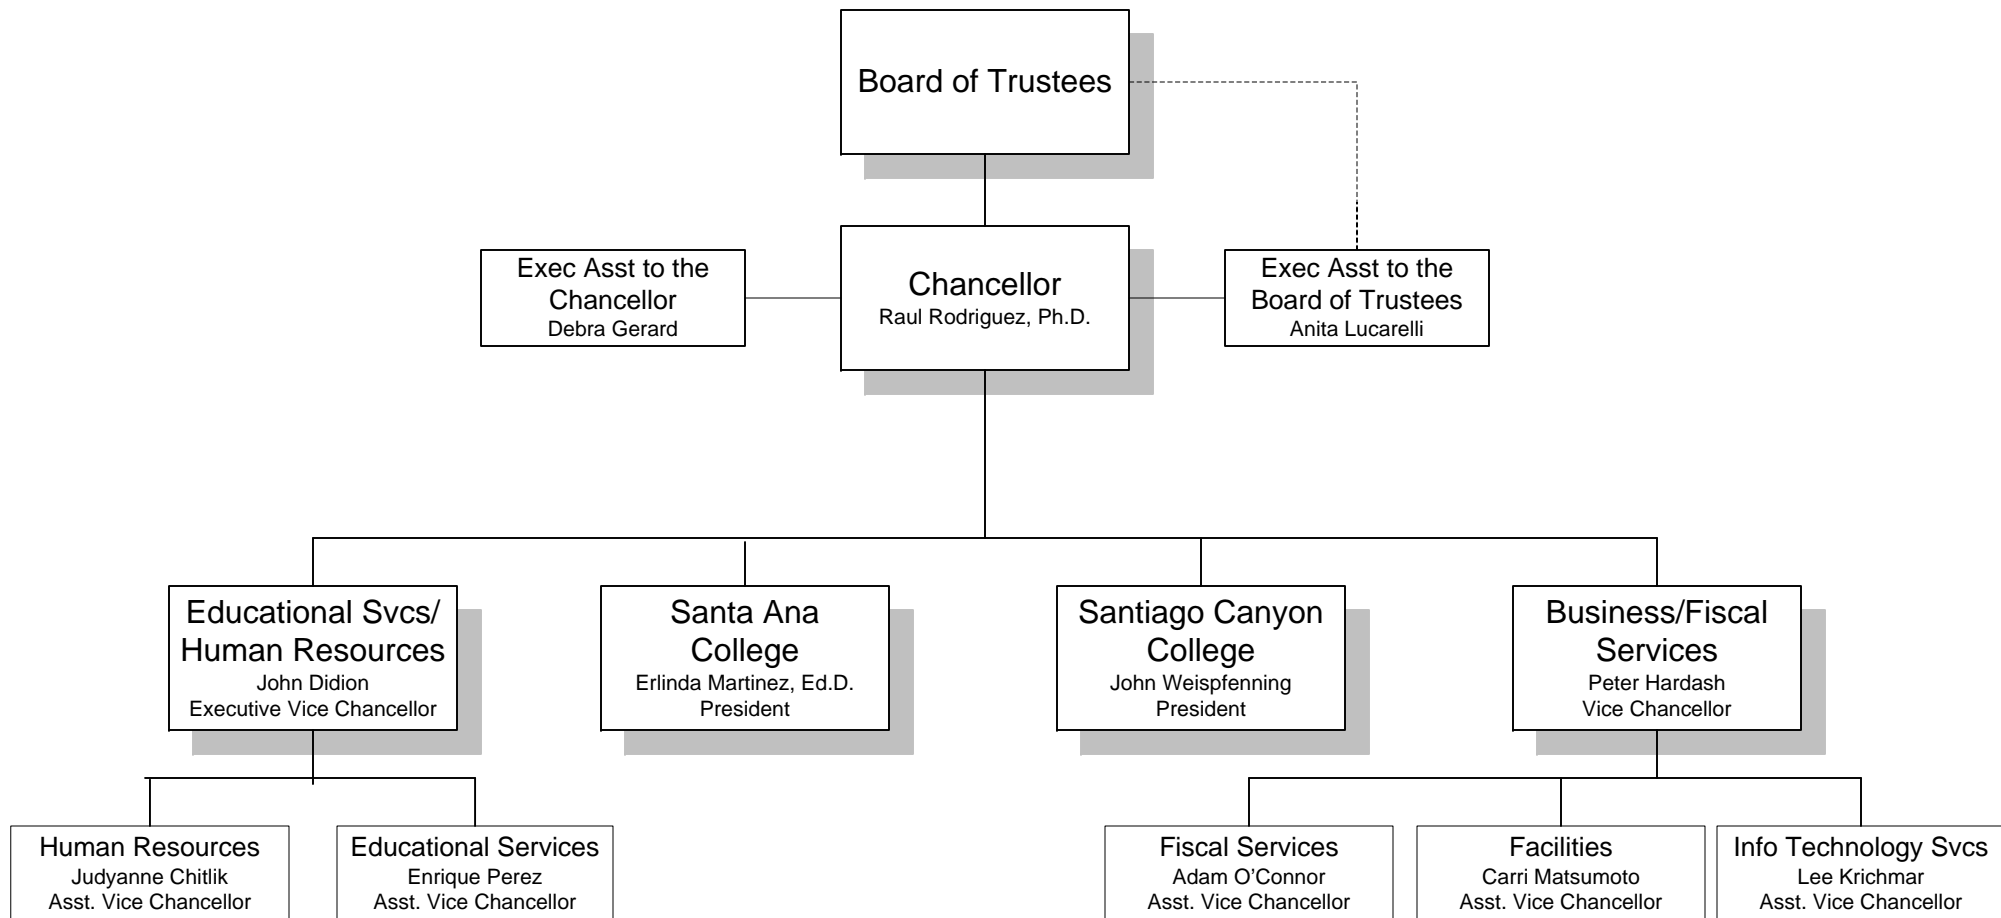 Board of Trustees
Exec Asst to the
Chancellor
Debra Gerard
Chancellor
Raul Rodriguez, Ph.D.
Exec Asst to the
Board of Trustees
Anita Lucarelli
Educational Svcs/
Human Resources
John Didion
Executive Vice Chancellor
Santa Ana
College
Erlinda Martinez, Ed.D.
President
Santiago Canyon
College
John Weispfenning
President
Business/Fiscal
Services
Peter Hardash
Vice Chancellor
Human Resources
Judyanne Chitlik
Asst. Vice Chancellor
Educational Services
Enrique Perez
Asst. Vice Chancellor
Fiscal Services
Adam O’Connor
Asst. Vice Chancellor
Facilities
Carri Matsumoto
Asst. Vice Chancellor
Info Technology Svcs
Lee Krichmar
Asst. Vice Chancellor